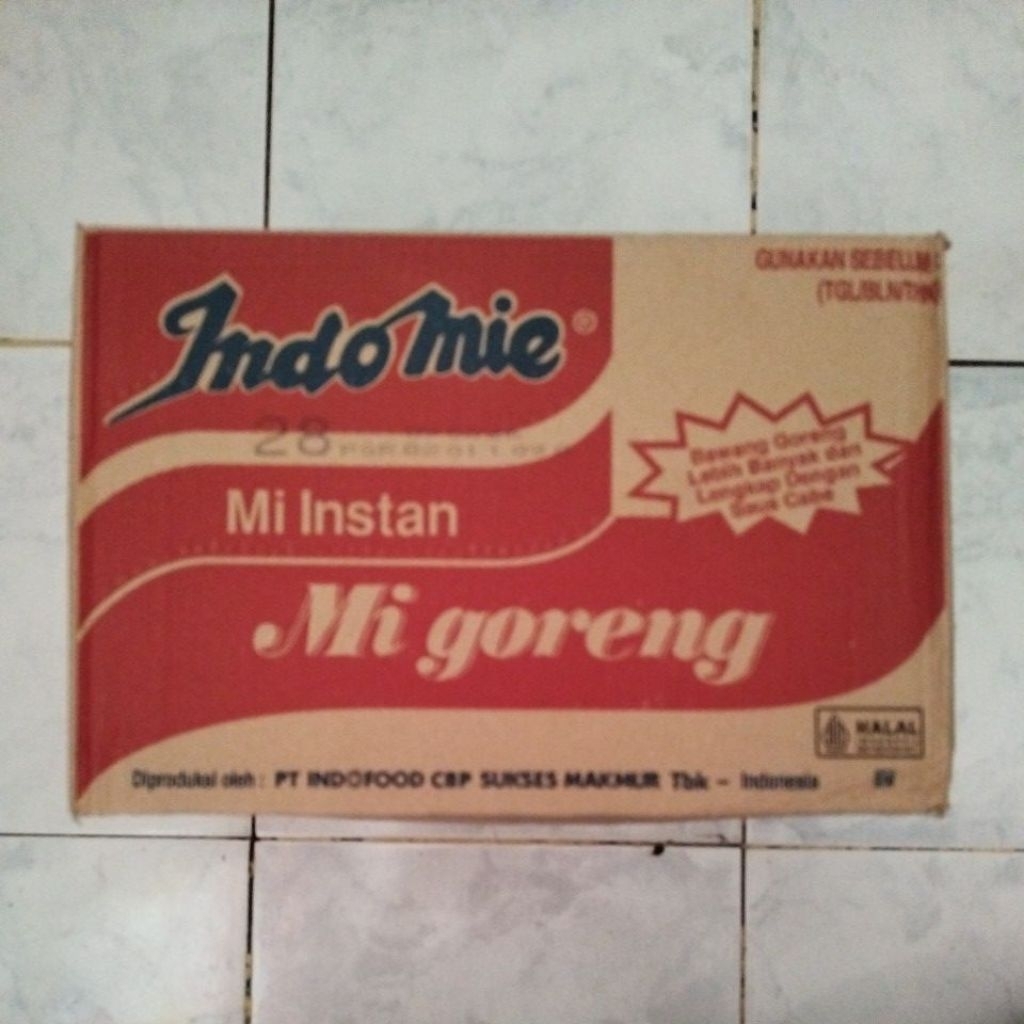 GUNAKAN SEBELUM
(TGL/BLN/THN)
IndoMie®
28
Bawang Goreng
Lebih Banyak dan
Lengkap Dengan
Saus Cabe
Mi Instan
Mi goreng
HALAL
Diproduksi oleh : PT INDOFOOD CBP SUKSES MAKMUR Tbk - Indonesia